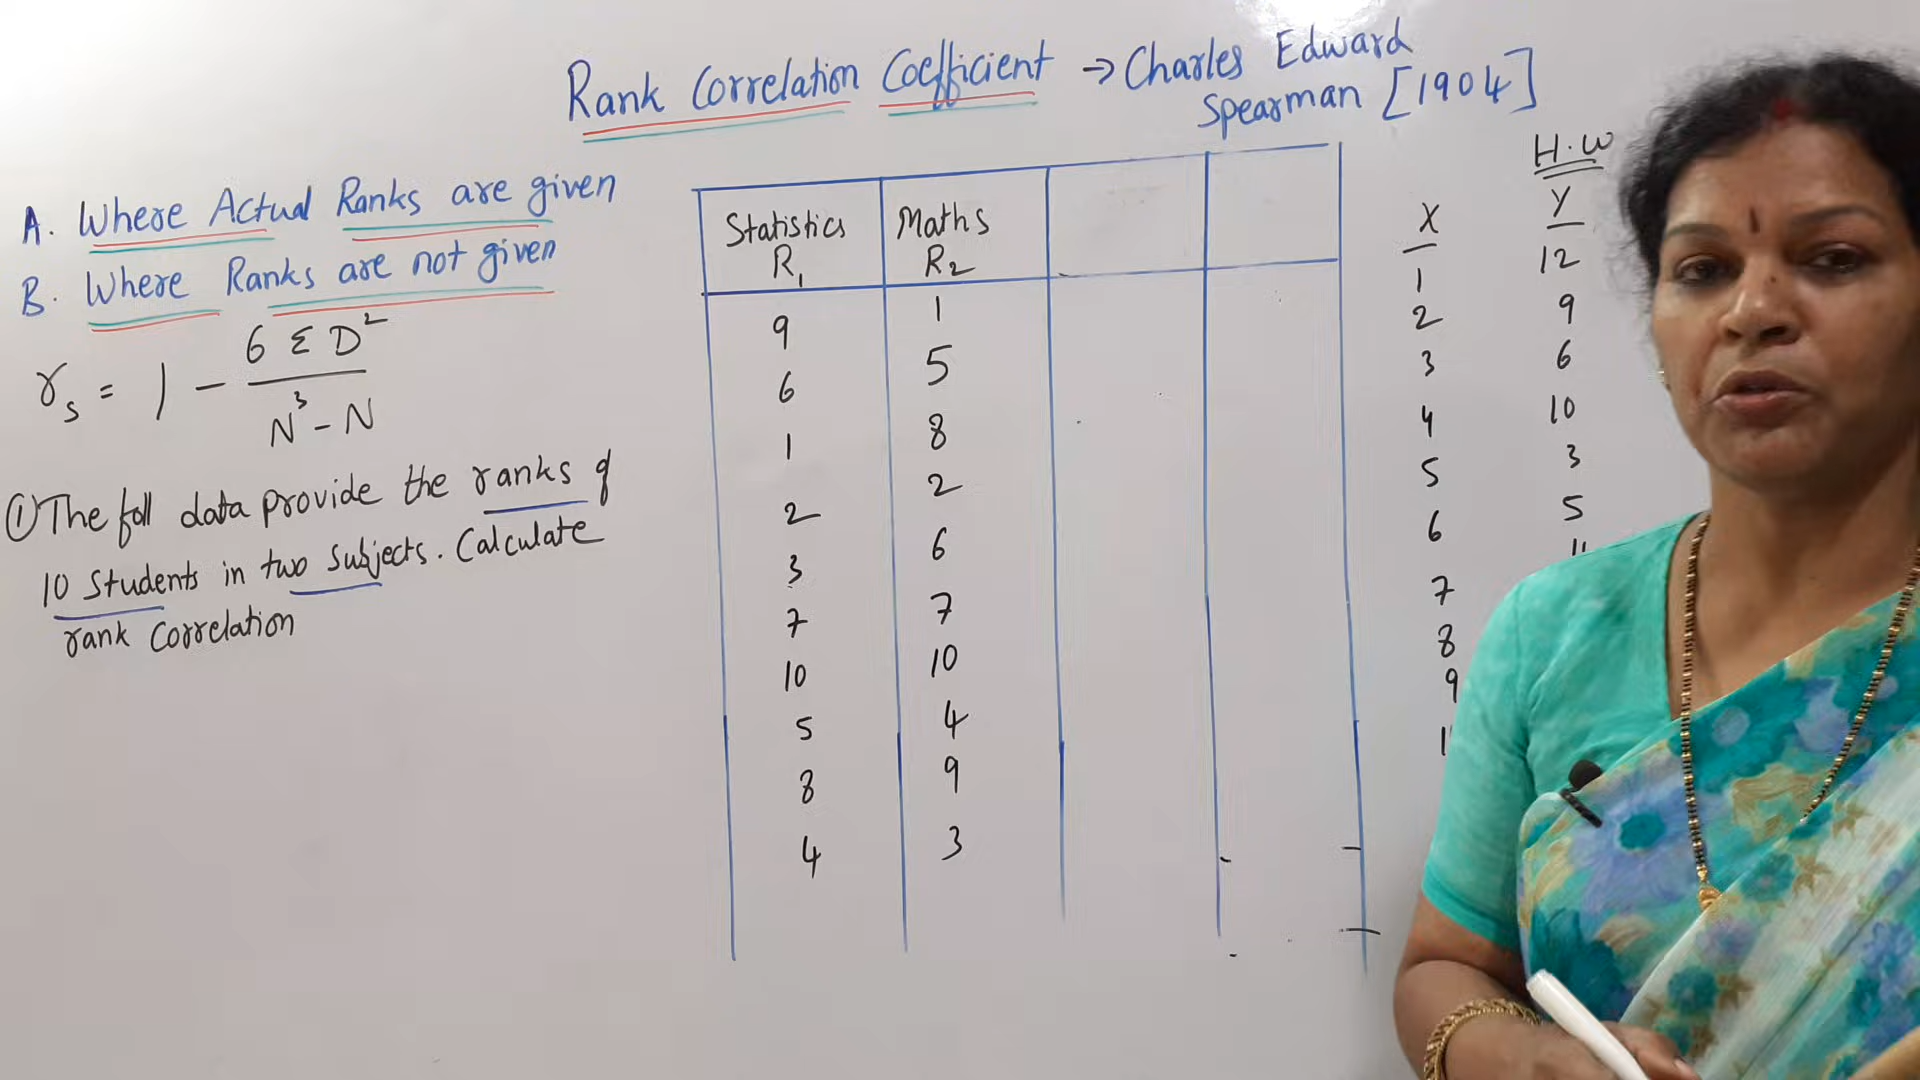 Rank Correlation Coefficient → Charles Edward
Spearman [1904]
A. Where Actual Ranks are given
B. Where Ranks are not given
r_s = 1 - 6 Σ D² / N³ - N
① The foll data provide the ranks of
10 Students in two subjects. Calculate
rank Correlation
Statistics Maths
R₁ R₂
9 1
6 5
1 8
2 2
3 6
7 7
10 10
5 4
8 9
4 3
H.W
X Y
1 12
2 9
3 6
4 10
5 3
6 5
7
8
9